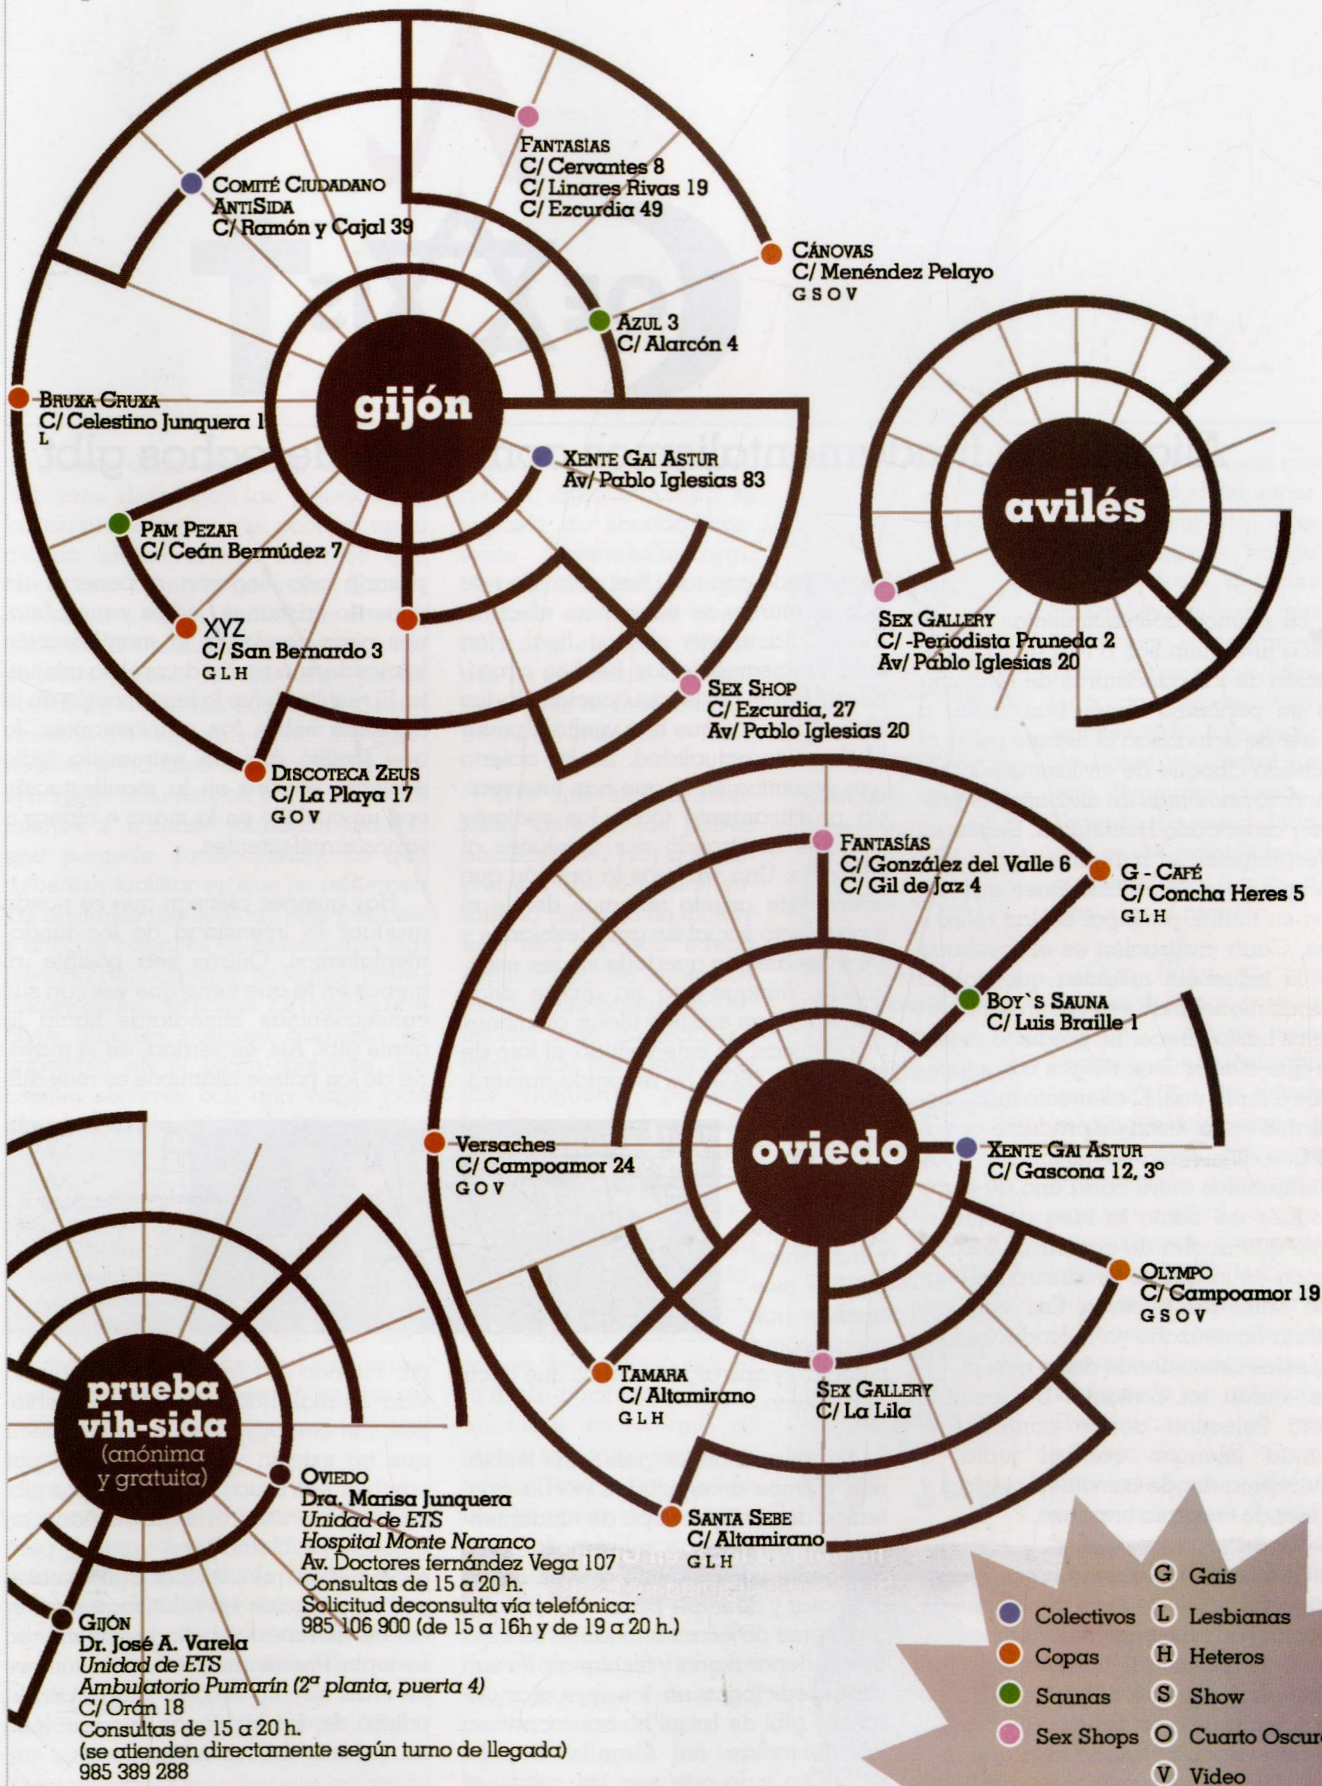 gijón
FANTASÍAS
C/ Cervantes 8
C/ Linares Rivas 19
C/ Ezcurdia 49
COMITÉ CIUDADANO
ANTISIDA
C/ Ramón y Cajal 39
CÁNOVAS
C/ Menéndez Pelayo
G S O V
AZUL 3
C/ Alarcón 4
BRUXA CRUXA
C/ Celestino Junquera 1
L
XENTE GAI ASTUR
Av/ Pablo Iglesias 83
PAM PEZAR
C/ Ceán Bermúdez 7
XYZ
C/ San Bernardo 3
G L H
SEX SHOP
C/ Ezcurdia, 27
Av/ Pablo Iglesias 20
DISCOTECA ZEUS
C/ La Playa 17
G O V
avilés
SEX GALLERY
C/ -Periodista Pruneda 2
Av/ Pablo Iglesias 20
oviedo
FANTASÍAS
C/ González del Valle 6
C/ Gil de Jaz 4
G - CAFÉ
C/ Concha Heres 5
G L H
BOY`S SAUNA
C/ Luis Braille 1
Versaches
C/ Campoamor 24
G O V
XENTE GAI ASTUR
C/ Gascona 12, 3º
OLYMPO
C/ Campoamor 19
G S O V
TAMARA
C/ Altamirano
G L H
SEX GALLERY
C/ La Lila
SANTA SEBE
C/ Altamirano
G L H
prueba
vih-sida
(anónima
y gratuita)
OVIEDO
Dra. Marisa Junquera
Unidad de ETS
Hospital Monte Naranco
Av. Doctores fernández Vega 107
Consultas de 15 a 20 h.
Solicitud deconsulta vía telefónica:
985 106 900 (de 15 a 16h y de 19 a 20 h.)
GIJÓN
Dr. José A. Varela
Unidad de ETS
Ambulatorio Pumarín (2ª planta, puerta 4)
C/ Orán 18
Consultas de 15 a 20 h.
(se atienden directamente según turno de llegada)
985 389 288
Colectivos
Copas
Saunas
Sex Shops
G Gais
L Lesbianas
H Heteros
S Show
O Cuarto Oscuro
V Video